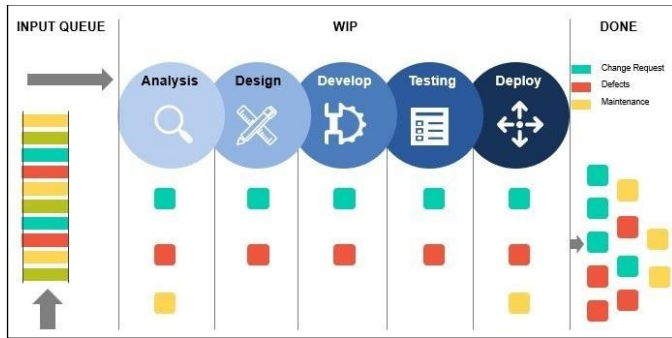 INPUT QUEUE
WIP
DONE
Analysis
Design
Develop
Testing
Deploy
Change Request
Defects
Maintenance